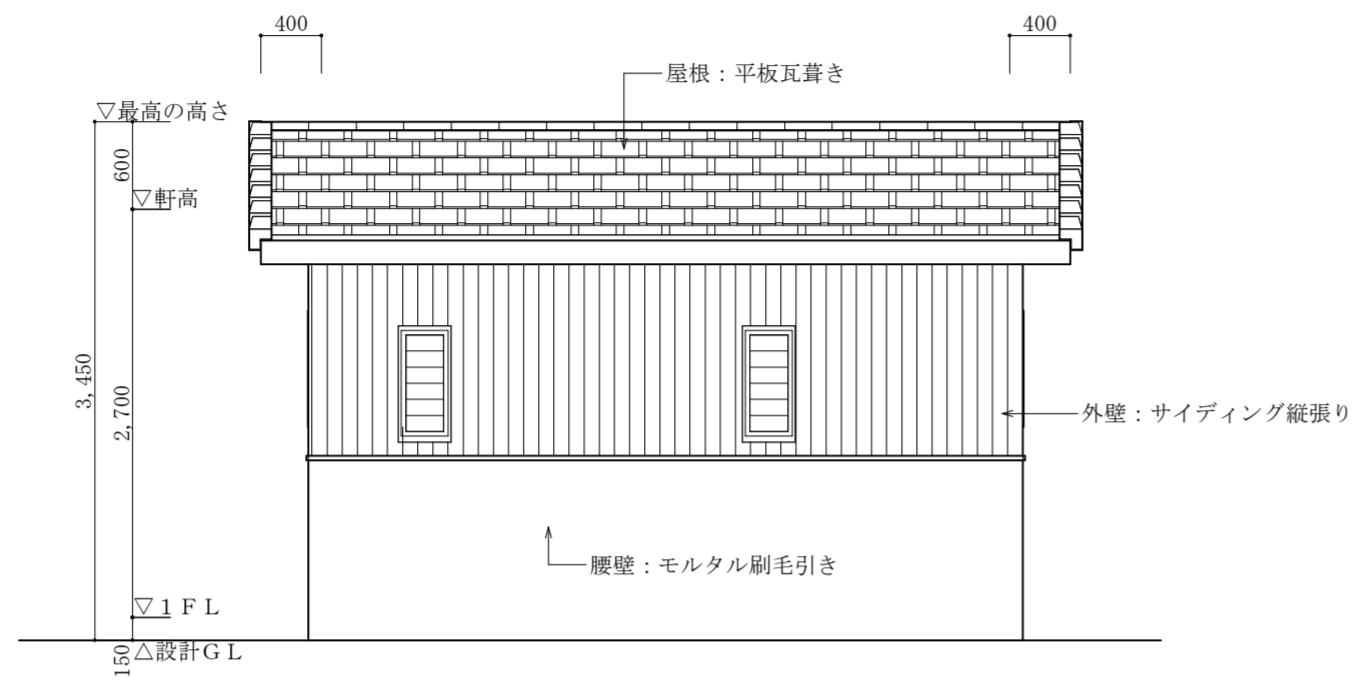 400
400
屋根：平板瓦葺き
▽最高の高さ
600
▽軒高
3,450
2,700
外壁：サイディング縦張り
腰壁：モルタル刷毛引き
▽１ＦＬ
150
△設計ＧＬ